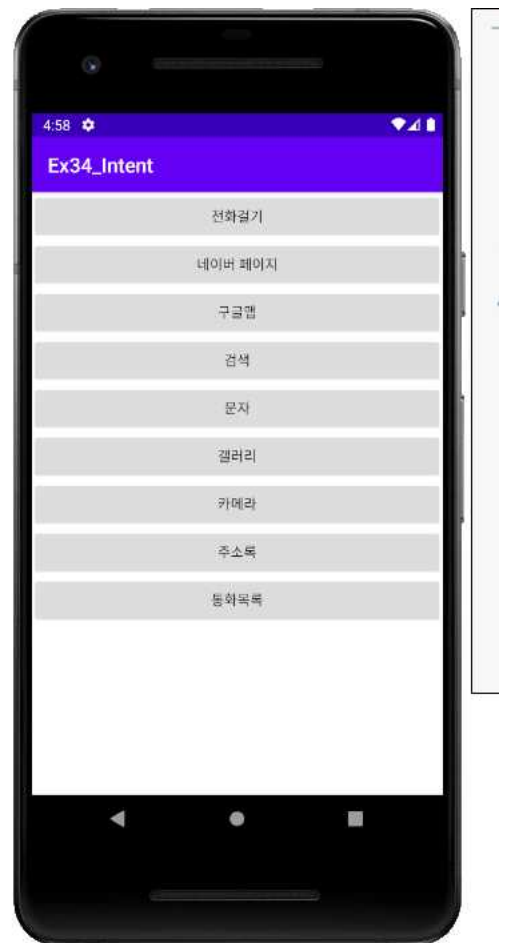 4:58
Ex34_Intent
전화걸기
네이버 페이지
구글맵
검색
문자
갤러리
카메라
주소록
통화목록